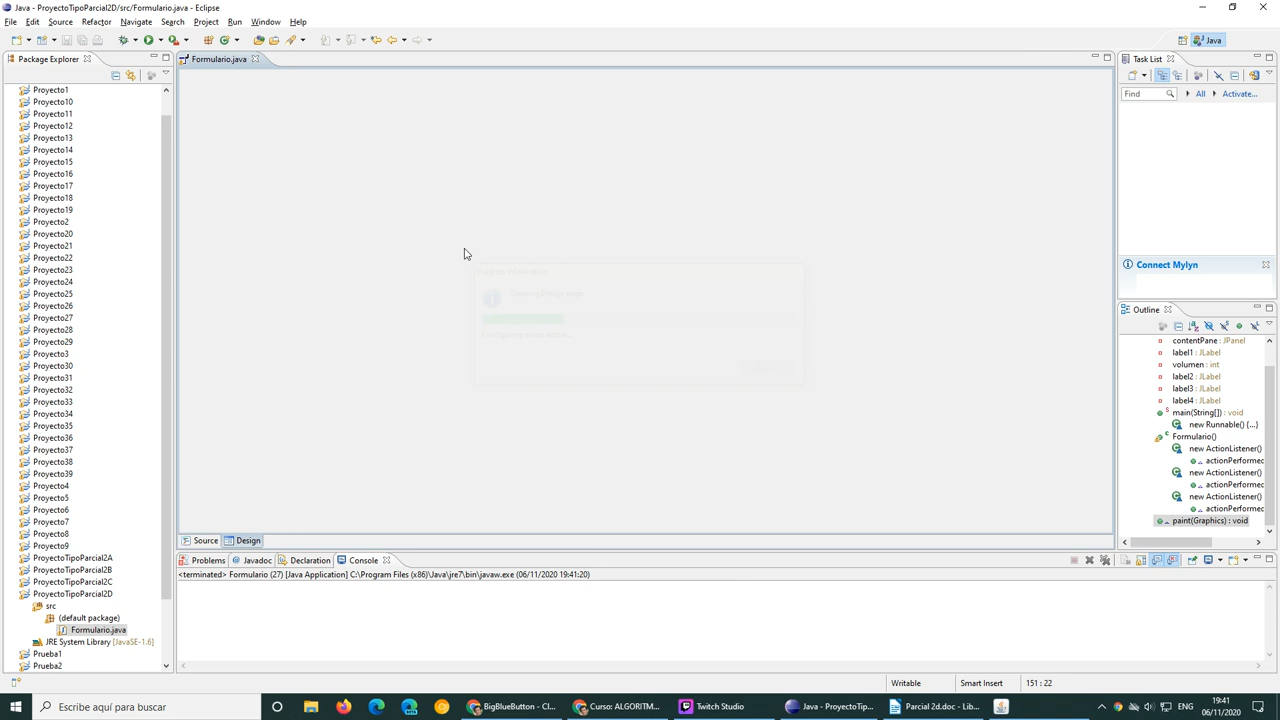 Java - ProyectoTipoParcial2D/src/Formulario.java - Eclipse
File Edit Source Refactor Navigate Search Project Run Window Help
Java
Package Explorer
Formulario.java
Task List
Find All Activate...
Proyecto1
Proyecto10
Proyecto11
Proyecto12
Proyecto13
Proyecto14
Proyecto15
Proyecto16
Proyecto17
Proyecto18
Proyecto19
Proyecto2
Proyecto20
Proyecto21
Proyecto22
Proyecto23
Proyecto24
Proyecto25
Proyecto26
Proyecto27
Proyecto28
Proyecto29
Proyecto3
Proyecto30
Proyecto31
Proyecto32
Proyecto33
Proyecto34
Proyecto35
Proyecto36
Proyecto37
Proyecto38
Proyecto39
Proyecto4
Proyecto5
Proyecto6
Proyecto7
Proyecto8
Proyecto9
ProyectoTipoParcial2A
ProyectoTipoParcial2B
ProyectoTipoParcial2C
ProyectoTipoParcial2D
src
(default package)
Formulario.java
JRE System Library [JavaSE-1.6]
Prueba1
Prueba2
Progress Information
Opening Design page.
Connect Mylyn
Outline
contentPane : JPanel
label1 : JLabel
volumen : int
label2 : JLabel
label3 : JLabel
label4 : JLabel
main(String[]) : void
new Runnable() {...}
Formulario()
new ActionListener()
actionPerformed
new ActionListener()
actionPerformed
new ActionListener()
actionPerformed
paint(Graphics) : void
Source Design
Problems Javadoc Declaration Console
<terminated> Formulario (27) [Java Application] C:\Program Files (x86)\Java\jre7\bin\javaw.exe (06/11/2020 19:41:20)
Writable Smart Insert 151 : 22
Escribe aquí para buscar
BigBlueButton - Cl...
Curso: ALGORITM...
Twitch Studio
Java - ProyectoTip...
Parcial 2d.doc - Lib...
ENG
19:41
06/11/2020